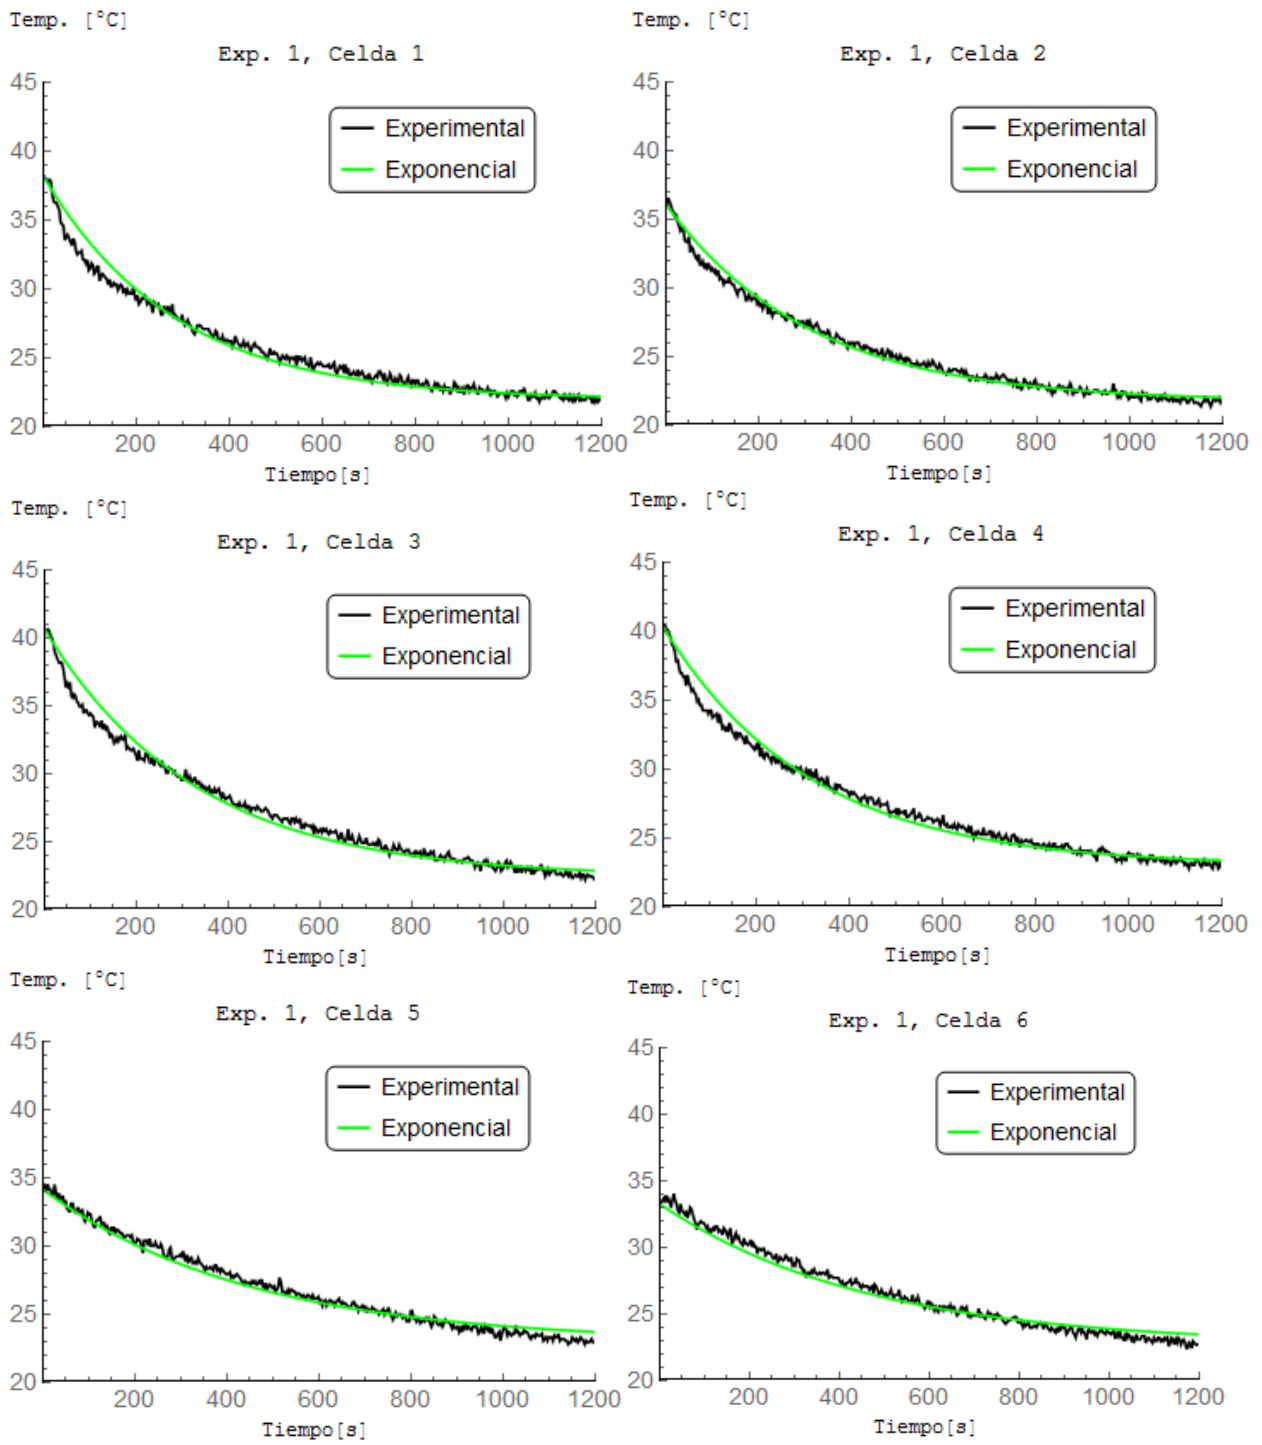 Temp. [°C]
Exp. 1, Celda 1
45
40
35
30
25
20
Experimental
Exponencial
200 400 600 800 1000 1200
Tiempo[s]
Temp. [°C]
Exp. 1, Celda 2
45
40
35
30
25
20
Experimental
Exponencial
200 400 600 800 1000 1200
Tiempo[s]
Temp. [°C]
Exp. 1, Celda 3
45
40
35
30
25
20
Experimental
Exponencial
200 400 600 800 1000 1200
Tiempo[s]
Temp. [°C]
Exp. 1, Celda 4
45
40
35
30
25
20
Experimental
Exponencial
200 400 600 800 1000 1200
Tiempo[s]
Temp. [°C]
Exp. 1, Celda 5
45
40
35
30
25
20
Experimental
Exponencial
200 400 600 800 1000 1200
Tiempo[s]
Temp. [°C]
Exp. 1, Celda 6
45
40
35
30
25
20
Experimental
Exponencial
200 400 600 800 1000 1200
Tiempo[s]